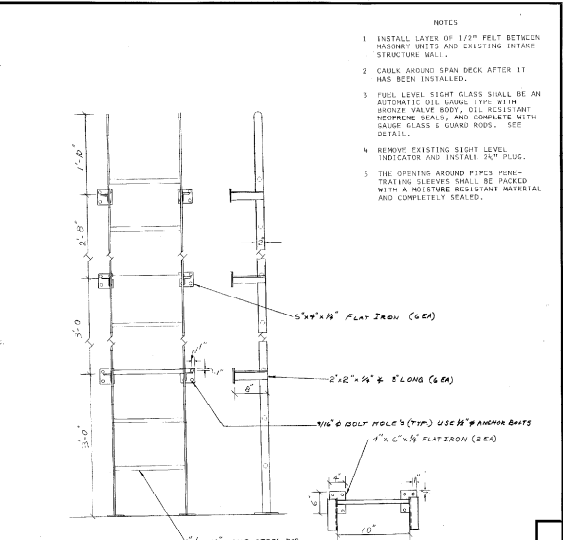 NOTES
1 INSTALL LAYER OF 1/2" FELT BETWEEN
MASONRY UNITS AND EXISTING INTAKE
STRUCTURE WALL.
2 CAULK AROUND SPAN DECK AFTER IT
HAS BEEN INSTALLED.
3 FUEL LEVEL SIGHT GLASS SHALL BE AN
AUTOMATIC OIL GAUGE TYPE WITH
BRONZE VALVE BODY, OIL RESISTANT
NEOPRENE SEALS, AND COMPLETE WITH
GAUGE GLASS & GUARD RODS. SEE
DETAIL.
4 REMOVE EXISTING SIGHT LEVEL
INDICATOR AND INSTALL 2½" PLUG.
5 THE OPENING AROUND PIPES PENE-
TRATING SLEEVES SHALL BE PACKED
WITH A MOISTURE RESISTANT MATERIAL
AND COMPLETELY SEALED.
1'-10"
2'-8"
2"
3'-0
FLAT IRON (6 EA)
1"
1"
2"x2"x¼" 8" LONG (6 EA)
8"
9/16" Ø BOLT HOLE'S (TYP.) USE ½" Ø ANCHOR BOLTS
3'-0"
FLAT IRON (2 EA)
4"
1"
6"
10"